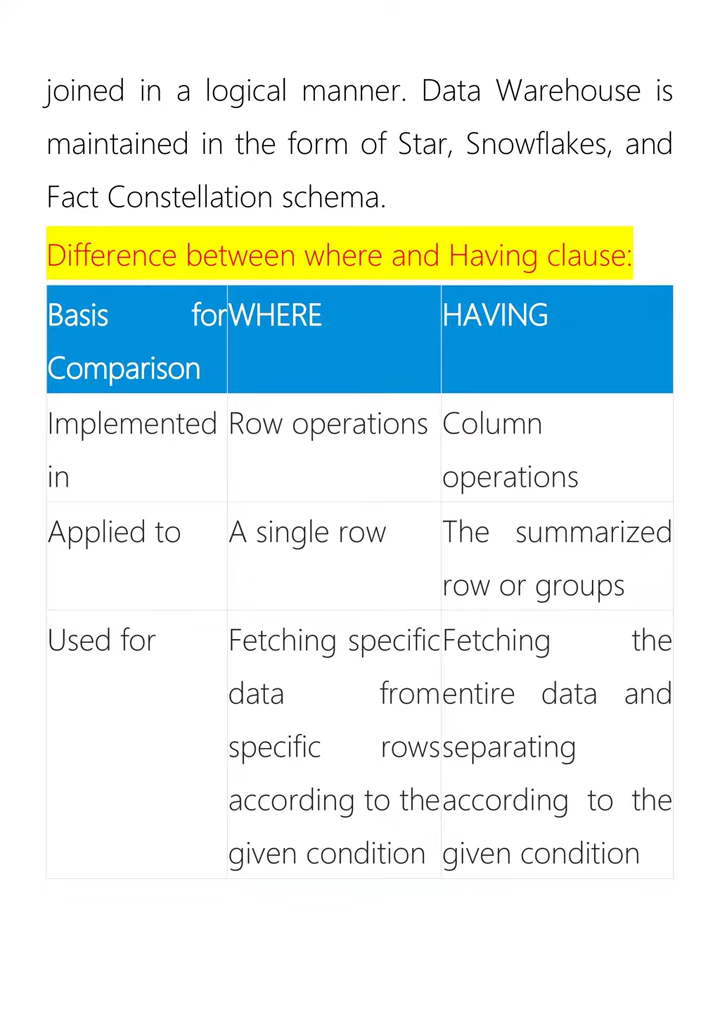 joined in a logical manner. Data Warehouse is
maintained in the form of Star, Snowflakes, and
Fact Constellation schema.
Difference between where and Having clause:
Basis for WHERE HAVING
Comparison
Implemented Row operations Column
in operations
Applied to A single row The summarized
row or groups
Used for Fetching specific Fetching the
data from entire data and
specific rows separating
according to the according to the
given condition given condition